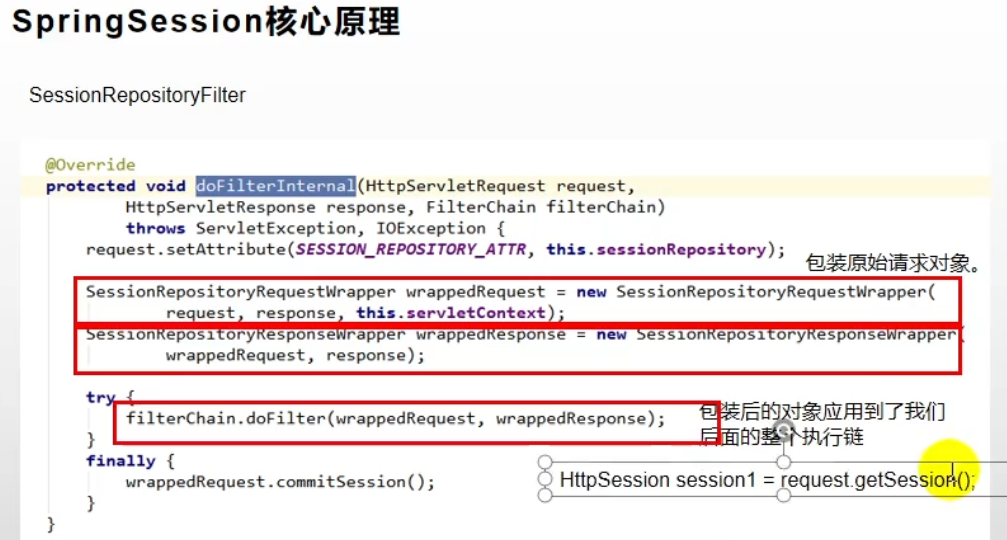 SpringSession核心原理
SessionRepositoryFilter
@Override
protected void doFilterInternal(HttpServletRequest request,
HttpServletResponse response, FilterChain filterChain)
throws ServletException, IOException {
request.setAttribute(SESSION_REPOSITORY_ATTR, this.sessionRepository);
包装原始请求对象。
SessionRepositoryRequestWrapper wrappedRequest = new SessionRepositoryRequestWrapper(
request, response, this.servletContext);
SessionRepositoryResponseWrapper wrappedResponse = new SessionRepositoryResponseWrapper(
wrappedRequest, response);
try {
filterChain.doFilter(wrappedRequest, wrappedResponse);
包装后的对象应用到了我们
后面的整个执行链
}
finally {
HttpSession session1 = request.getSession();
wrappedRequest.commitSession();
}
}